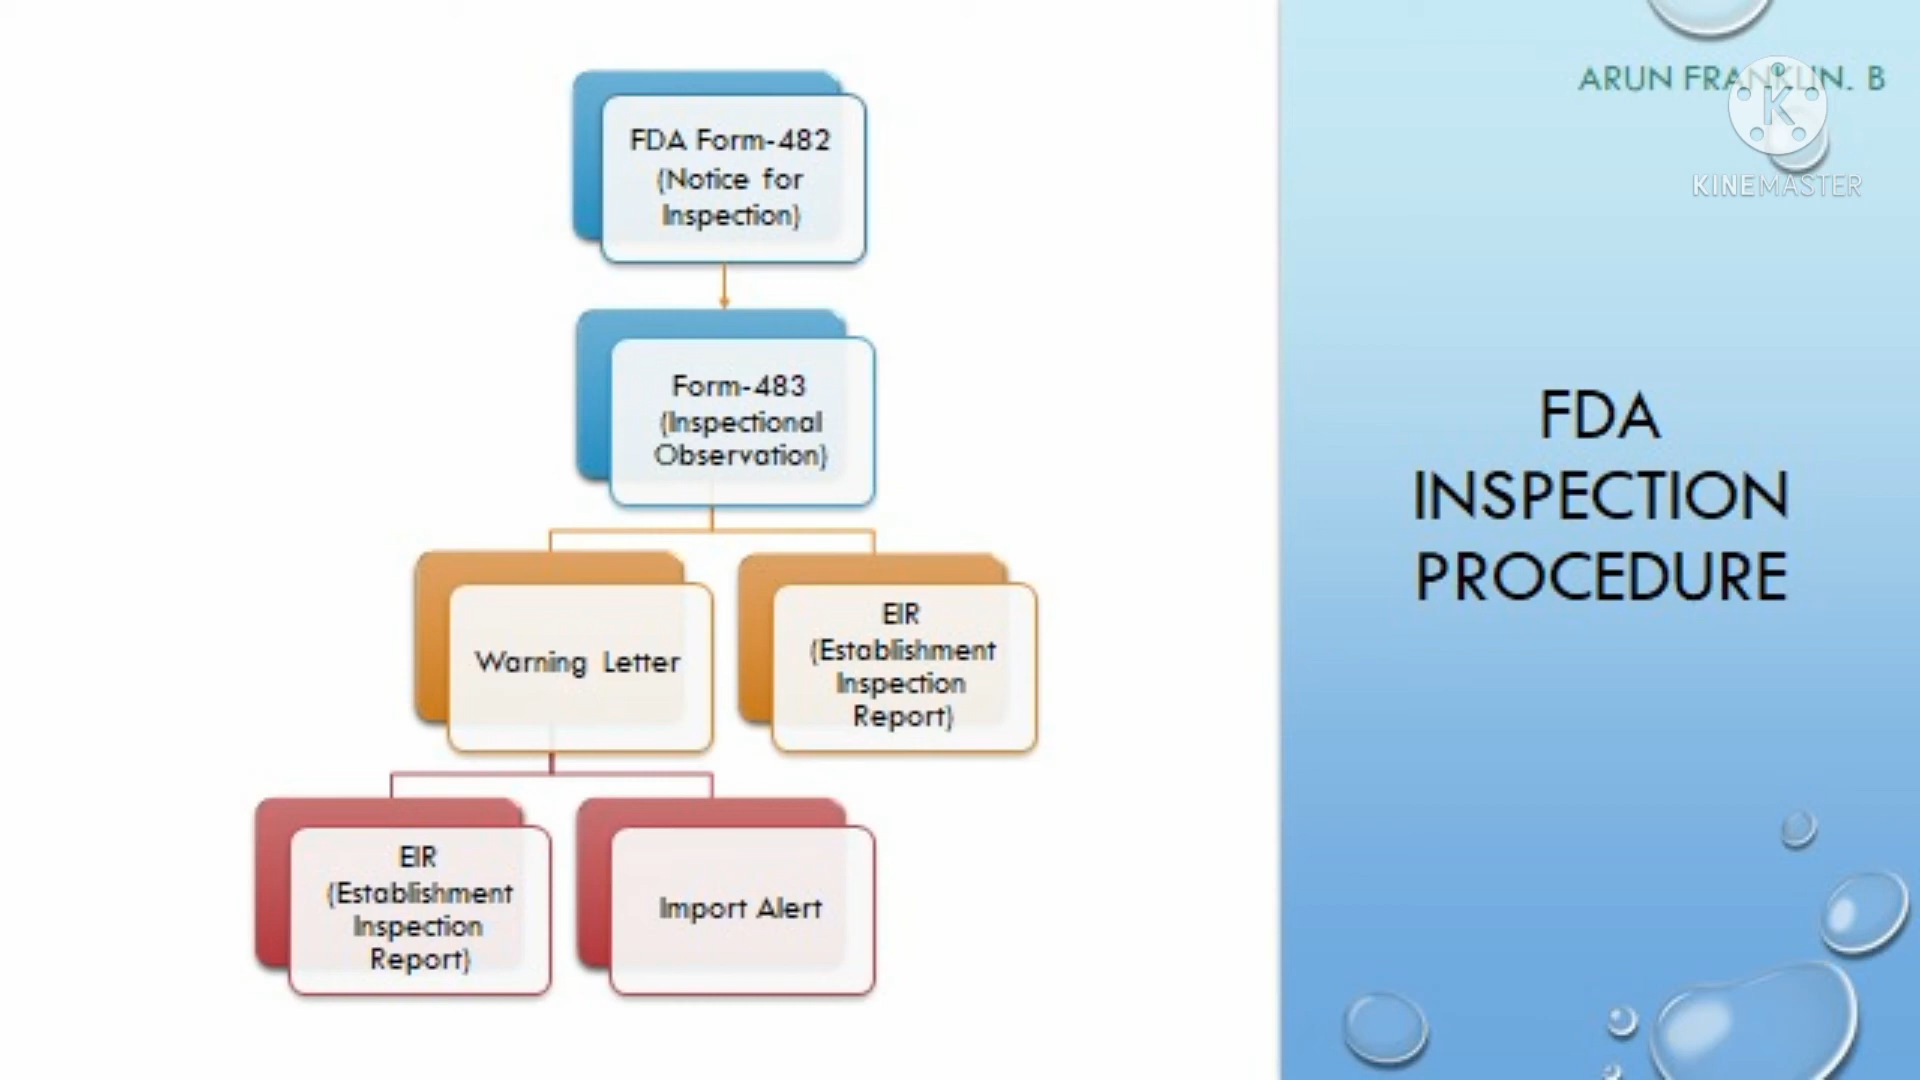 ARUN FRANKLIN. B
K
KINEMASTER
FDA Form-482
(Notice for
Inspection)
Form-483
(Inspectional
Observation)
Warning Letter
EIR
(Establishment
Inspection
Report)
EIR
(Establishment
Inspection
Report)
Import Alert
FDA
INSPECTION
PROCEDURE